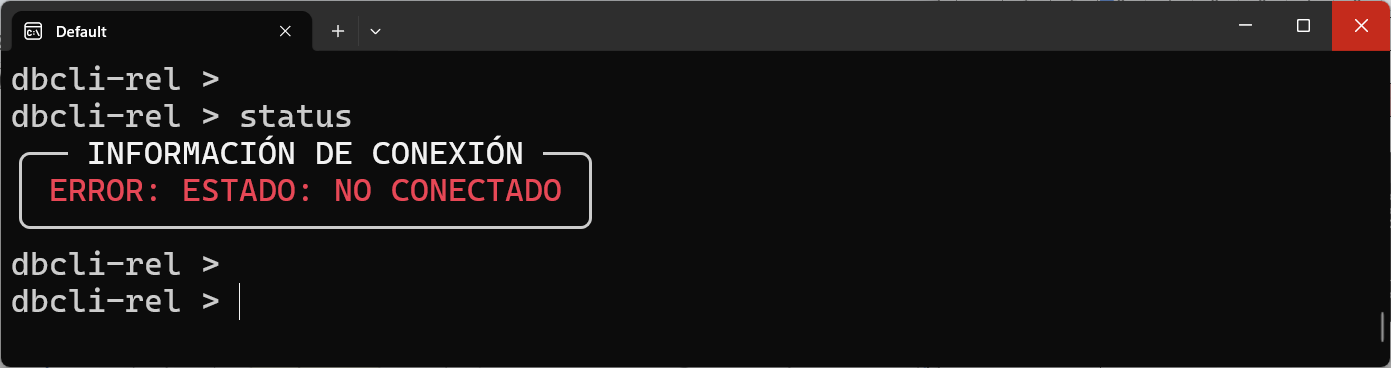 Default
dbcli-rel >
dbcli-rel > status
INFORMACIÓN DE CONEXIÓN
ERROR: ESTADO: NO CONECTADO
dbcli-rel >
dbcli-rel >